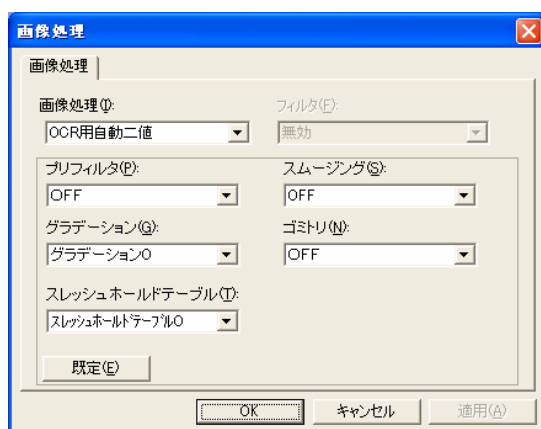 画像処理
画像処理
画像処理(I):
フィルタ(F):
OCR用自動二値
無効
プリフィルタ(P):
スムージング(S):
OFF
OFF
グラデーション(G):
ゴミトリ(N):
グラデーション0
OFF
スレッシュホールドテーブル(T):
ｽﾚｯｼｭﾎｰﾙﾄﾞﾃｰﾌﾞﾙ0
既定(E)
OK
キャンセル
適用(A)